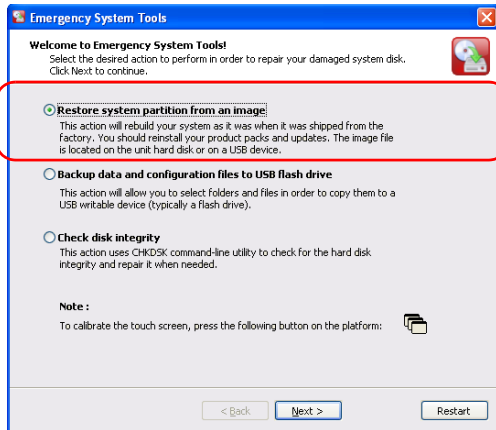 Emergency System Tools
Welcome to Emergency System Tools!
Select the desired action to perform in order to repair your damaged system disk.
Click Next to continue.
Restore system partition from an image
This action will rebuild your system as it was when it was shipped from the
factory. You should reinstall your product packs and updates. The image file
is located on the unit hard disk or on a USB device.
Backup data and configuration files to USB flash drive
This action will allow you to select folders and files in order to copy them to a
USB writable device (typically a flash drive).
Check disk integrity
This action uses CHKDSK command-line utility to check for the hard disk
integrity and repair it when needed.
Note :
To calibrate the touch screen, press the following button on the platform:
< Back
Next >
Restart